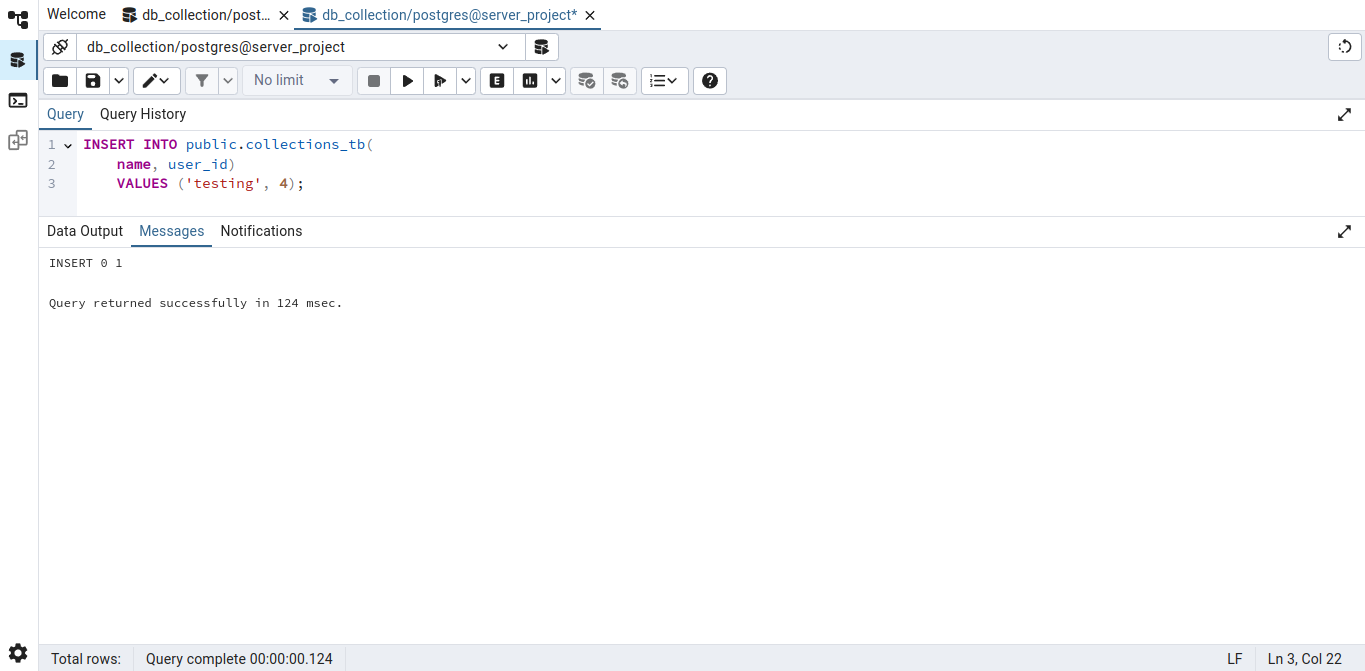 Welcome
db_collection/post...
db_collection/postgres@server_project*
db_collection/postgres@server_project
No limit
E
Query
Query History
1 INSERT INTO public.collections_tb(
2 name, user_id)
3 VALUES ('testing', 4);
Data Output
Messages
Notifications
INSERT 0 1
Query returned successfully in 124 msec.
Total rows:
Query complete 00:00:00.124
LF
Ln 3, Col 22